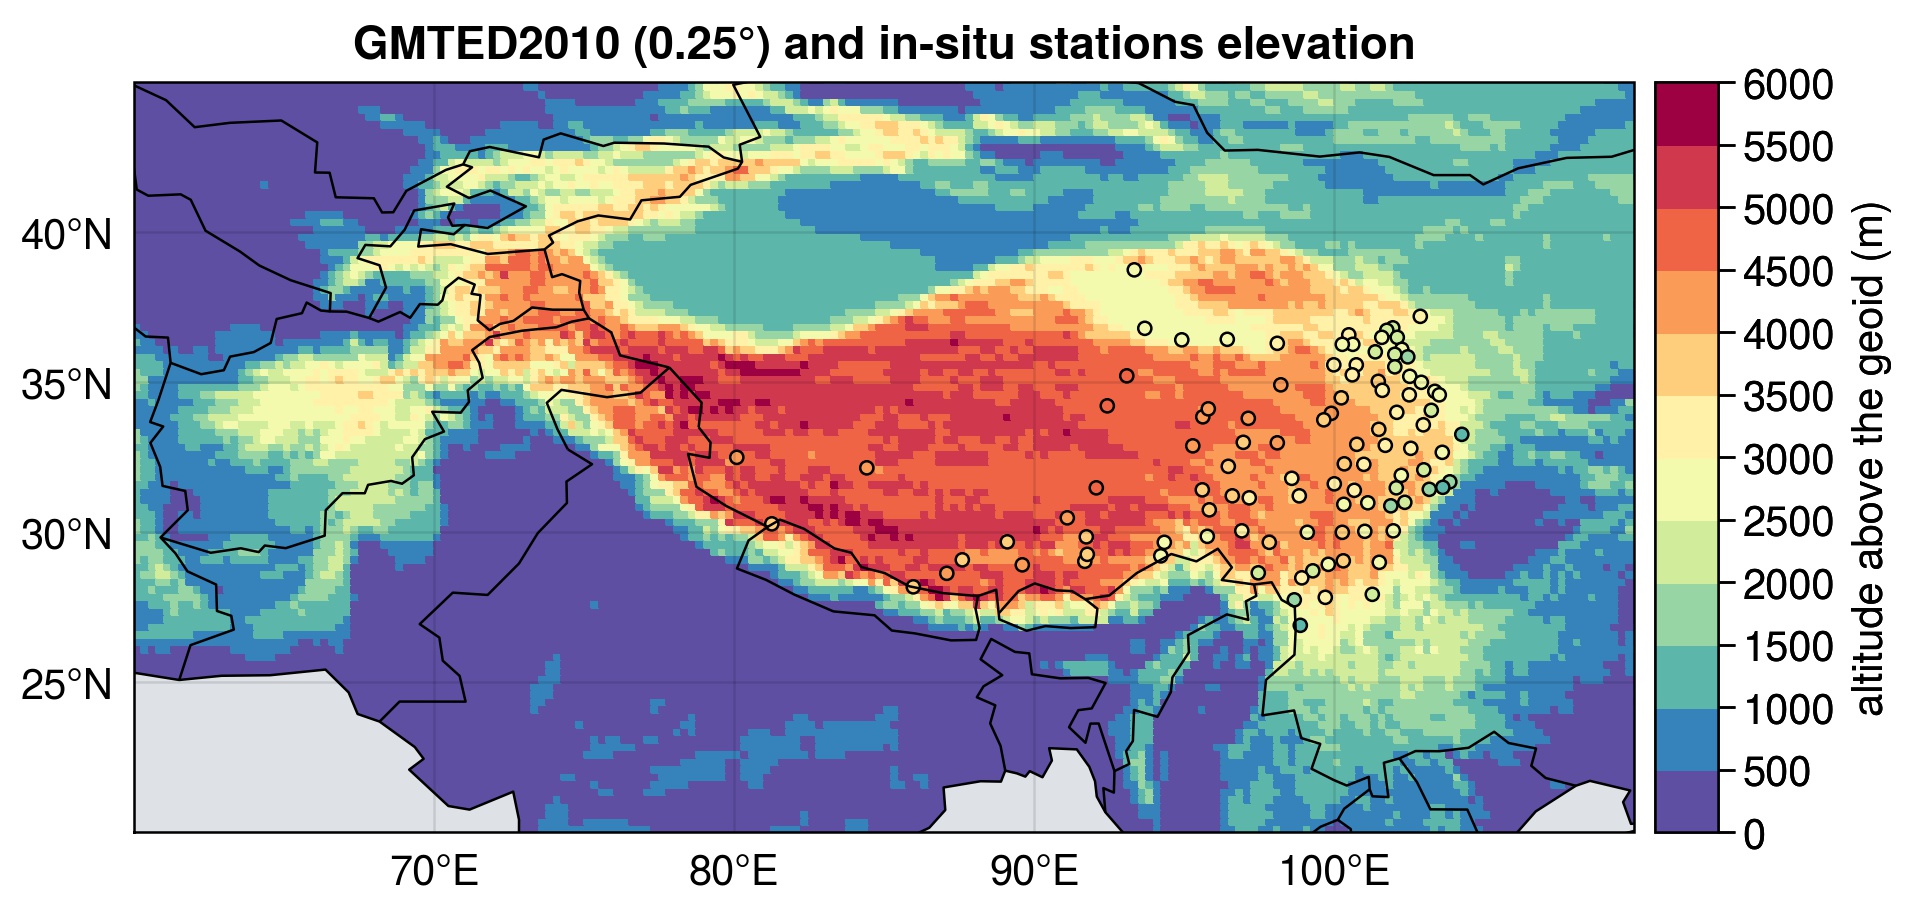 GMTED2010 (0.25°) and in-situ stations elevation
40°N
35°N
30°N
25°N
70°E
80°E
90°E
100°E
6000
5500
5000
4500
4000
3500
3000
2500
2000
1500
1000
500
0
altitude above the geoid (m)